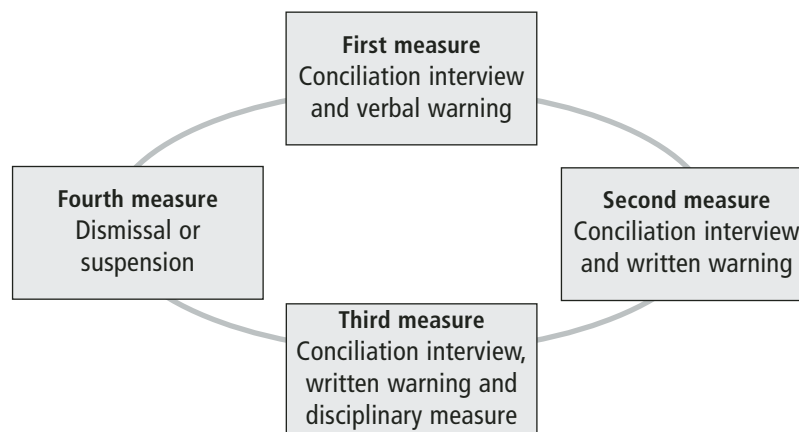 First measure
Conciliation interview
and verbal warning
Fourth measure
Dismissal or
suspension
Second measure
Conciliation interview
and written warning
Third measure
Conciliation interview,
written warning and
disciplinary measure